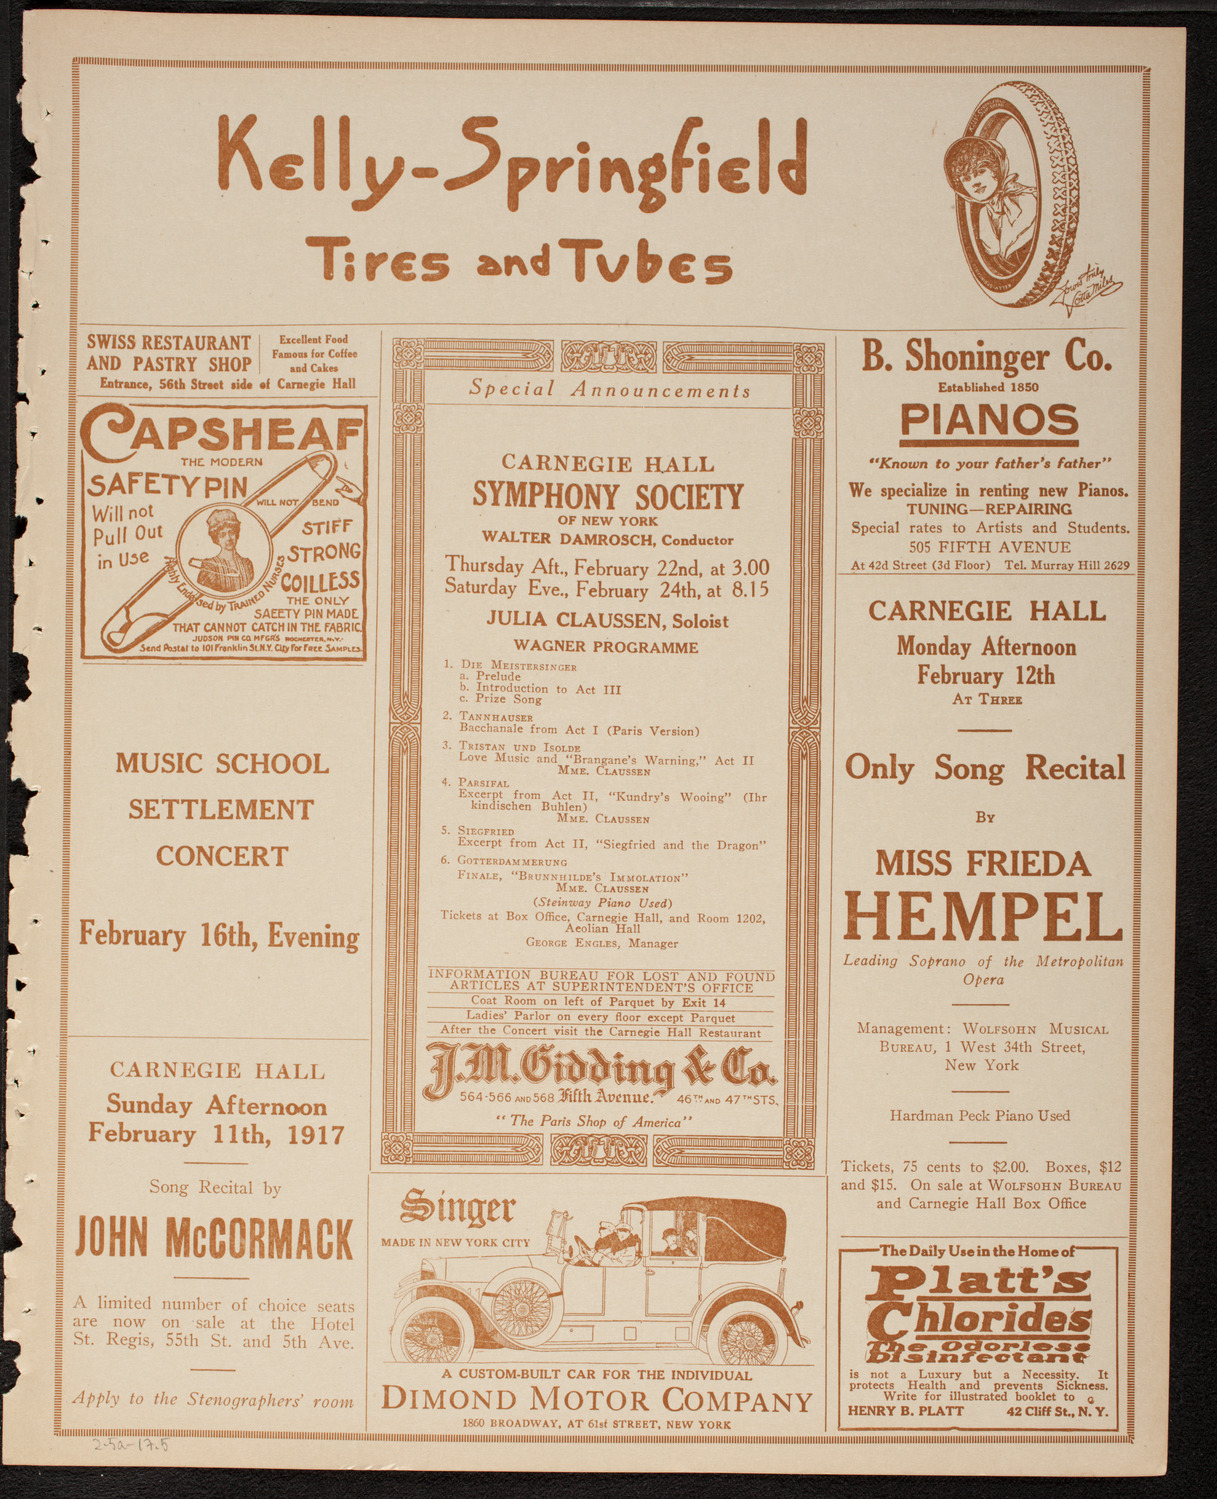 Kelly-Springfield
Tires and Tubes
Yours truly
Lotta Miles
SWISS RESTAURANT
AND PASTRY SHOP
Excellent Food
Famous for Coffee
and Cakes
Entrance, 56th Street side of Carnegie Hall
CAPSHEAF
THE MODERN
SAFETY PIN
WILL NOT BEND
Will not
Pull Out
in Use
STIFF
STRONG
COILLESS
Highly Endorsed by TRAINED NURSES
THE ONLY
SAFETY PIN MADE
THAT CANNOT CATCH IN THE FABRIC.
JUDSON PIN CO. MFGRS ROCHESTER, N.Y.
Send Postal to 101 Franklin St. N.Y. City for FREE SAMPLES.
MUSIC SCHOOL
SETTLEMENT
CONCERT
February 16th, Evening
CARNEGIE HALL
Sunday Afternoon
February 11th, 1917
Song Recital by
JOHN McCORMACK
A limited number of choice seats
are now on sale at the Hotel
St. Regis, 55th St. and 5th Ave.
Apply to the Stenographers' room
Special Announcements
CARNEGIE HALL
SYMPHONY SOCIETY
OF NEW YORK
WALTER DAMROSCH, Conductor
Thursday Aft., February 22nd, at 3.00
Saturday Eve., February 24th, at 8.15
JULIA CLAUSSEN, Soloist
WAGNER PROGRAMME
1. DIE MEISTERSINGER
a. Prelude
b. Introduction to Act III
c. Prize Song
2. TANNHAUSER
Bacchanale from Act I (Paris Version)
3. TRISTAN UND ISOLDE
Love Music and "Brangane's Warning," Act II
MME. CLAUSSEN
4. PARSIFAL
Excerpt from Act II, "Kundry's Wooing" (Ihr
kindischen Buhlen)
MME. CLAUSSEN
5. SIEGFRIED
Excerpt from Act II, "Siegfried and the Dragon"
6. GOTTERDAMMERUNG
FINALE, "BRUNNHILDE'S IMMOLATION"
MME. CLAUSSEN
(Steinway Piano Used)
Tickets at Box Office, Carnegie Hall, and Room 1202,
Aeolian Hall
GEORGE ENGLES, Manager
INFORMATION BUREAU FOR LOST AND FOUND
ARTICLES AT SUPERINTENDENT'S OFFICE
Coat Room on left of Parquet by Exit 14
Ladies' Parlor on every floor except Parquet
After the Concert visit the Carnegie Hall Restaurant
J.M. Gidding & Co.
564-566 AND 568 Fifth Avenue. 46TH AND 47TH STS.
"The Paris Shop of America"
Singer
MADE IN NEW YORK CITY
A CUSTOM-BUILT CAR FOR THE INDIVIDUAL
DIMOND MOTOR COMPANY
1860 BROADWAY, AT 61st STREET, NEW YORK
B. Shoninger Co.
Established 1850
PIANOS
"Known to your father's father"
We specialize in renting new Pianos.
TUNING—REPAIRING
Special rates to Artists and Students.
505 FIFTH AVENUE
At 42d Street (3d Floor) Tel. Murray Hill 2629
CARNEGIE HALL
Monday Afternoon
February 12th
AT THREE
Only Song Recital
BY
MISS FRIEDA
HEMPEL
Leading Soprano of the Metropolitan
Opera
Management: WOLFSOHN MUSICAL
BUREAU, 1 West 34th Street,
New York
Hardman Peck Piano Used
Tickets, 75 cents to $2.00. Boxes, $12
and $15. On sale at WOLFSOHN BUREAU
and Carnegie Hall Box Office
The Daily Use in the Home of
Platt's
Chlorides
The Odorless
Disinfectant
is not a Luxury but a Necessity. It
protects Health and prevents Sickness.
Write for illustrated booklet to G
HENRY B. PLATT 42 Cliff St., N. Y.
2-5a-17.5